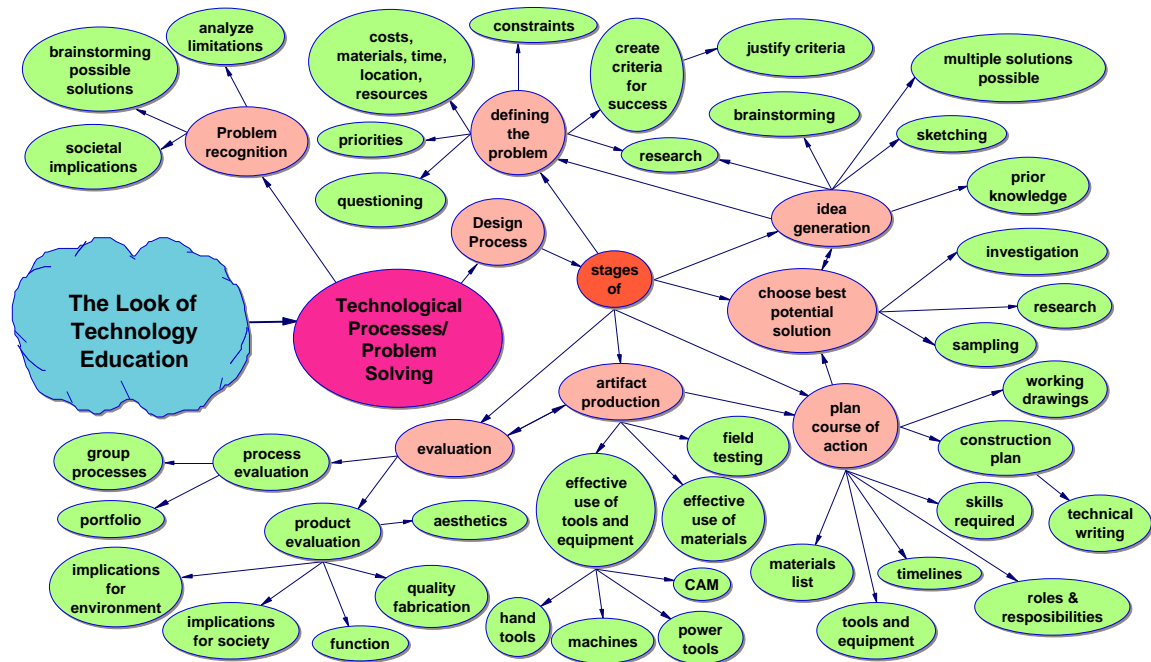 analyze
limitations
brainstorming
possible
solutions
societal
implications
Problem
recognition
costs,
materials, time,
location,
resources
constraints
create
criteria
for
success
justify criteria
multiple solutions
possible
defining
the
problem
priorities
questioning
research
brainstorming
sketching
prior
knowledge
idea
generation
Design
Process
stages
of
investigation
research
sampling
choose best
potential
solution
The Look of
Technology
Education
Technological
Processes/
Problem
Solving
artifact
production
plan
course of
action
working
drawings
construction
plan
technical
writing
skills
required
evaluation
field
testing
group
processes
process
evaluation
portfolio
product
evaluation
aesthetics
effective
use of
tools and
equipment
effective
use of
materials
materials
list
timelines
roles &
resposibilities
tools and
equipment
implications
for
environment
implications
for society
function
quality
fabrication
hand
tools
machines
power
tools
CAM